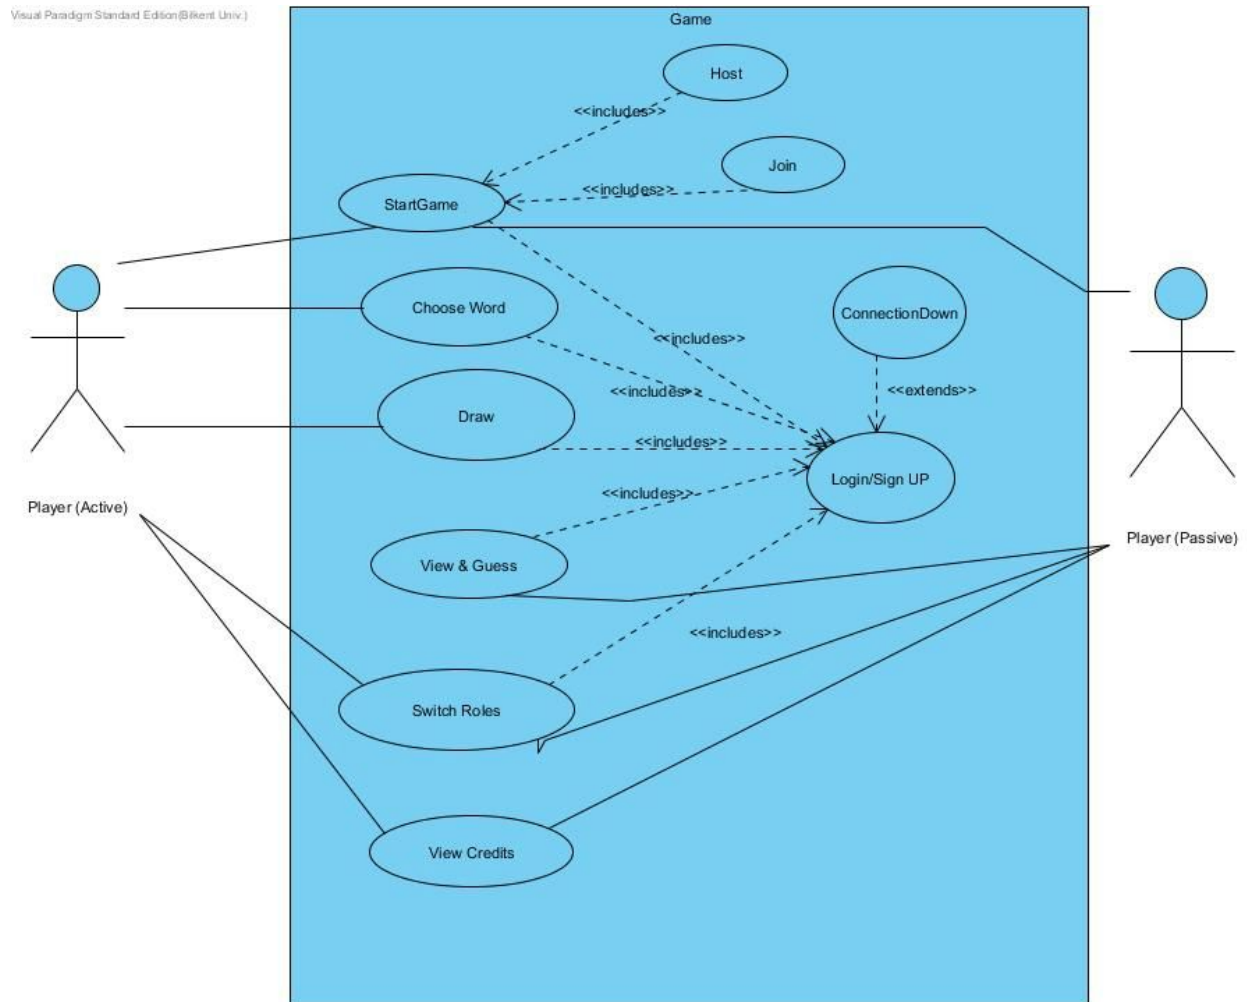 Visual Paradigm Standard Edition(Bilkent Univ.)
Game
Host
<<includes>>
Join
<<includes>>
StartGame
Choose Word
ConnectionDown
<<includes>>
<<includes>>
<<extends>>
Draw
<<includes>>
Login/Sign UP
<<includes>>
Player (Active)
Player (Passive)
View & Guess
<<includes>>
Switch Roles
View Credits